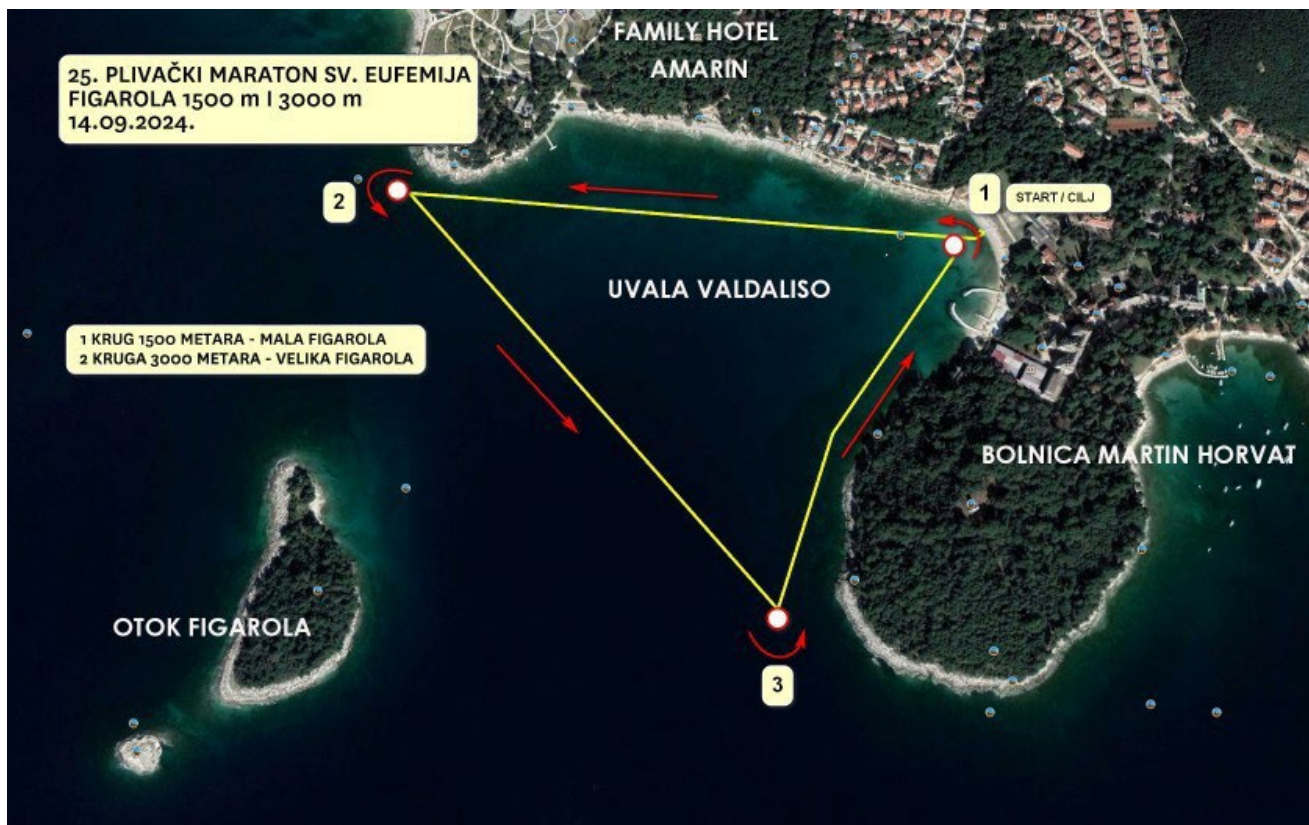 FAMILY HOTEL
AMARIN
25. PLIVAČKI MARATON SV. EUFEMIJA
FIGAROLA 1500 m I 3000 m
14.09.2024.
2
1
START / CILJ
UVALA VALDALISO
1 KRUG 1500 METARA - MALA FIGAROLA
2 KRUGA 3000 METARA - VELIKA FIGAROLA
BOLNICA MARTIN HORVAT
OTOK FIGAROLA
3